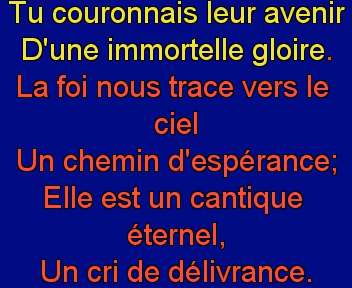 Tu couronnais leur avenir
D'une immortelle gloire.
La foi nous trace vers le
ciel
Un chemin d'espérance;
Elle est un cantique
éternel,
Un cri de délivrance.